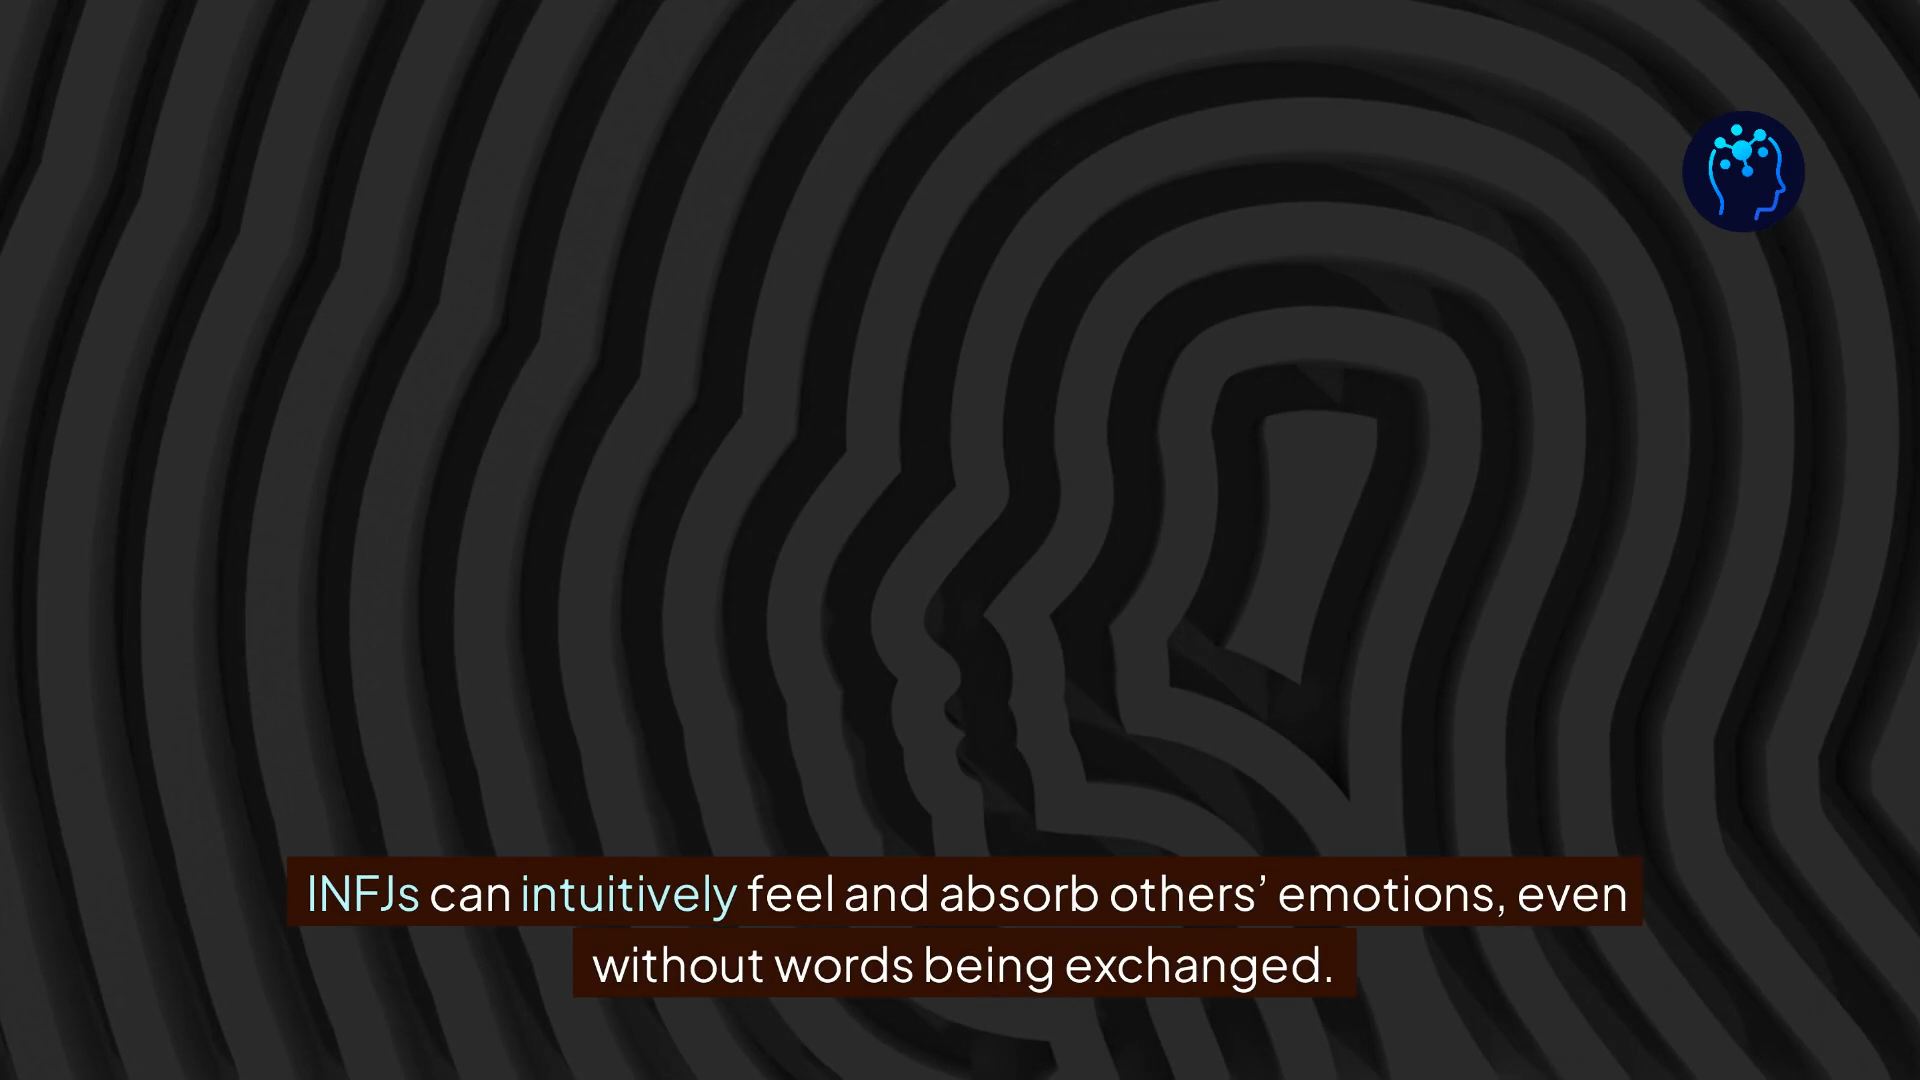 INFJs can intuitively feel and absorb others’ emotions, even
without words being exchanged.